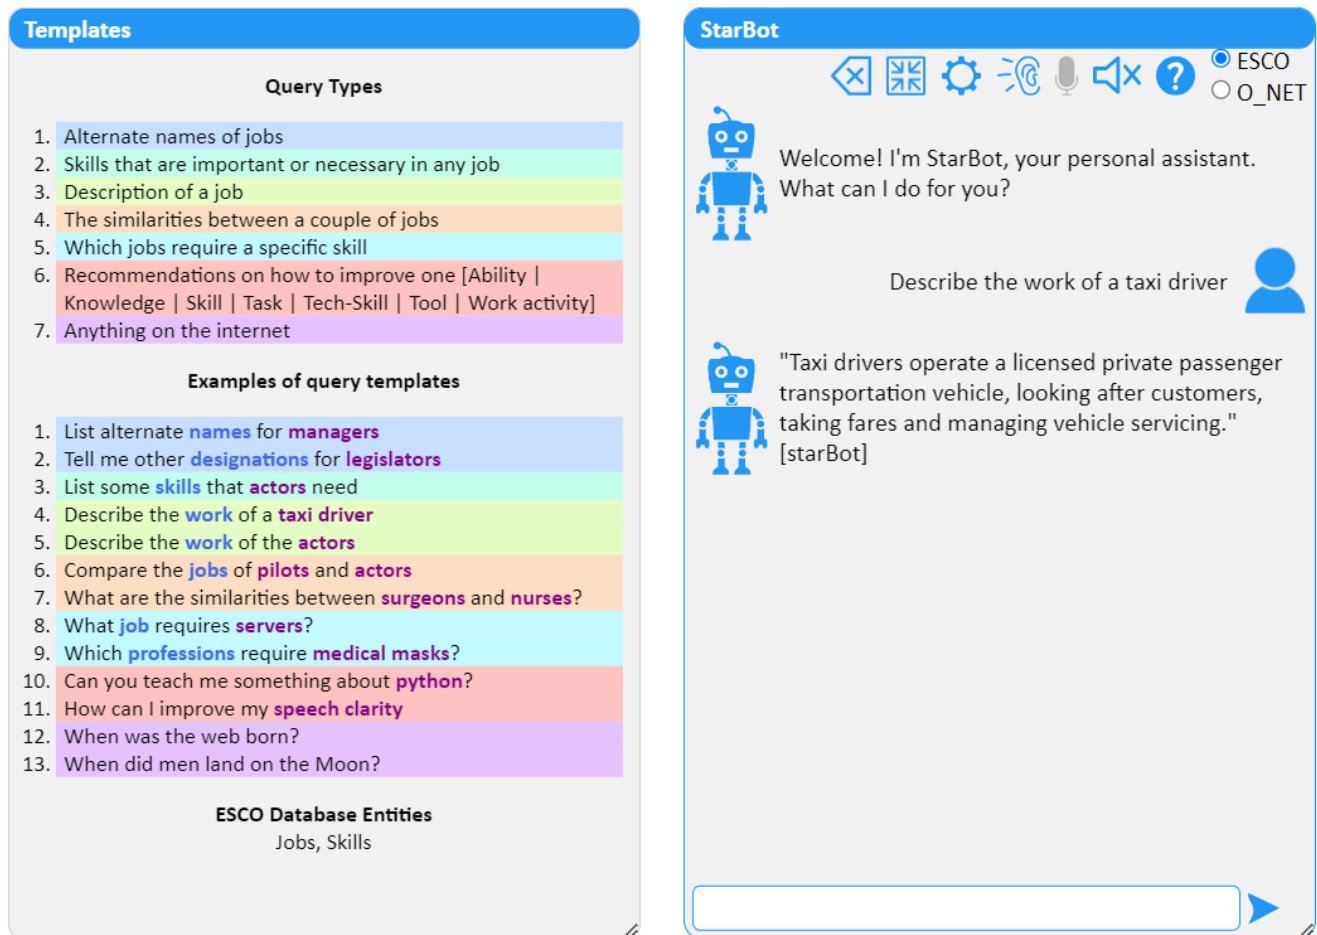 Templates
Query Types
1. Alternate names of jobs
2. Skills that are important or necessary in any job
3. Description of a job
4. The similarities between a couple of jobs
5. Which jobs require a specific skill
6. Recommendations on how to improve one [Ability |
Knowledge | Skill | Task | Tech-Skill | Tool | Work activity]
7. Anything on the internet
Examples of query templates
1. List alternate names for managers
2. Tell me other designations for legislators
3. List some skills that actors need
4. Describe the work of a taxi driver
5. Describe the work of the actors
6. Compare the jobs of pilots and actors
7. What are the similarities between surgeons and nurses?
8. What job requires servers?
9. Which professions require medical masks?
10. Can you teach me something about python?
11. How can I improve my speech clarity
12. When was the web born?
13. When did men land on the Moon?
ESCO Database Entities
Jobs, Skills
StarBot
?
ESCO
O_NET
Welcome! I'm StarBot, your personal assistant.
What can I do for you?
Describe the work of a taxi driver
"Taxi drivers operate a licensed private passenger
transportation vehicle, looking after customers,
taking fares and managing vehicle servicing."
[starBot]